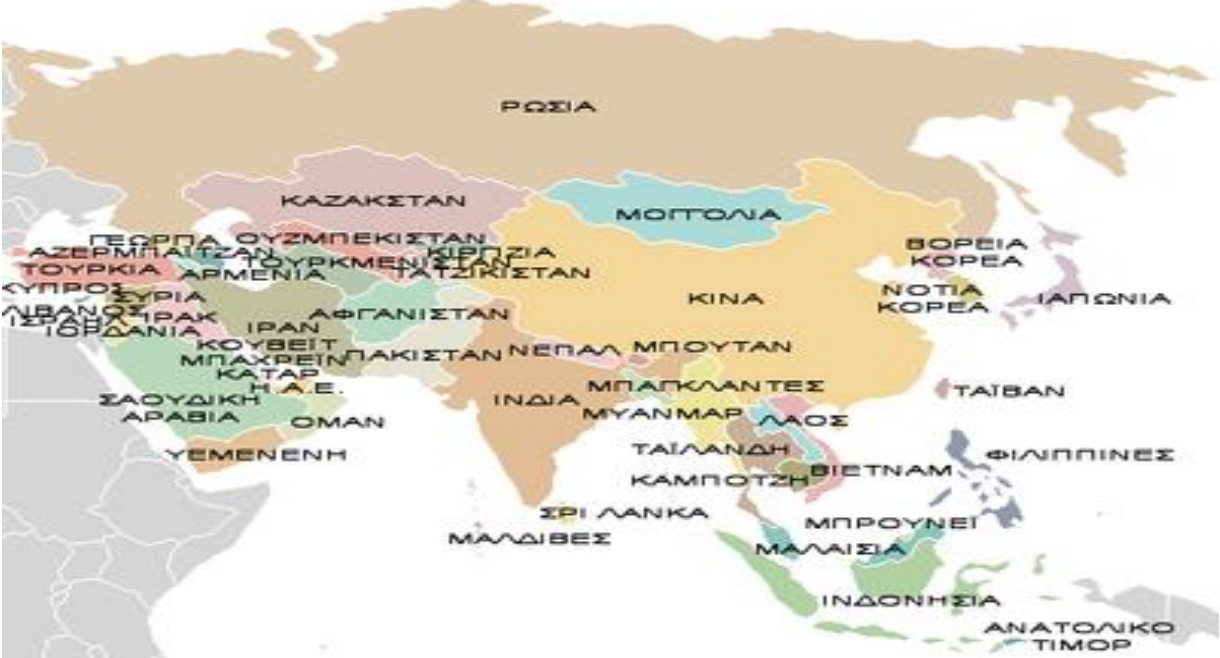 ΡΩΣΙΑ
ΚΑΖΑΚΣΤΑΝ
ΜΟΓΓΟΛΙΑ
ΓΕΩΡΓΙΑ
ΟΥΖΜΠΕΚΙΣΤΑΝ
ΒΟΡΕΙΑ
ΚΟΡΕΑ
ΑΖΕΡΜΠΑΪΤΖΑΝ
ΚΙΡΓΙΖΙΑ
ΤΟΥΡΚΜΕΝΙΣΤΑΝ
ΤΟΥΡΚΙΑ
ΑΡΜΕΝΙΑ
ΤΑΤΖΙΚΙΣΤΑΝ
ΚΥΠΡΟΣ
ΣΥΡΙΑ
ΚΙΝΑ
ΝΟΤΙΑ
ΚΟΡΕΑ
ΙΑΠΩΝΙΑ
ΛΙΒΑΝΟΣ
ΙΣΡΑΗΛ
ΙΡΑΚ
ΑΦΓΑΝΙΣΤΑΝ
ΙΟΡΔΑΝΙΑ
ΙΡΑΝ
ΚΟΥΒΕΪΤ
ΜΠΑΧΡΕΪΝ
ΠΑΚΙΣΤΑΝ
ΝΕΠΑΛ
ΜΠΟΥΤΑΝ
ΚΑΤΑΡ
Η.Α.Ε.
ΣΑΟΥΔΙΚΗ
ΑΡΑΒΙΑ
ΙΝΔΙΑ
ΜΠΑΓΚΛΑΝΤΕΣ
ΤΑΪΒΑΝ
ΟΜΑΝ
ΜΥΑΝΜΑΡ
ΛΑΟΣ
ΥΕΜΕΝΕΝΗ
ΤΑΪΛΑΝΔΗ
ΦΙΛΙΠΠΙΝΕΣ
ΚΑΜΠΟΤΖΗ
ΒΙΕΤΝΑΜ
ΣΡΙ ΛΑΝΚΑ
ΜΑΛΔΙΒΕΣ
ΜΠΡΟΥΝΕΪ
ΜΑΛΑΙΣΙΑ
ΙΝΔΟΝΗΣΙΑ
ΑΝΑΤΟΛΙΚΟ
ΤΙΜΟΡ